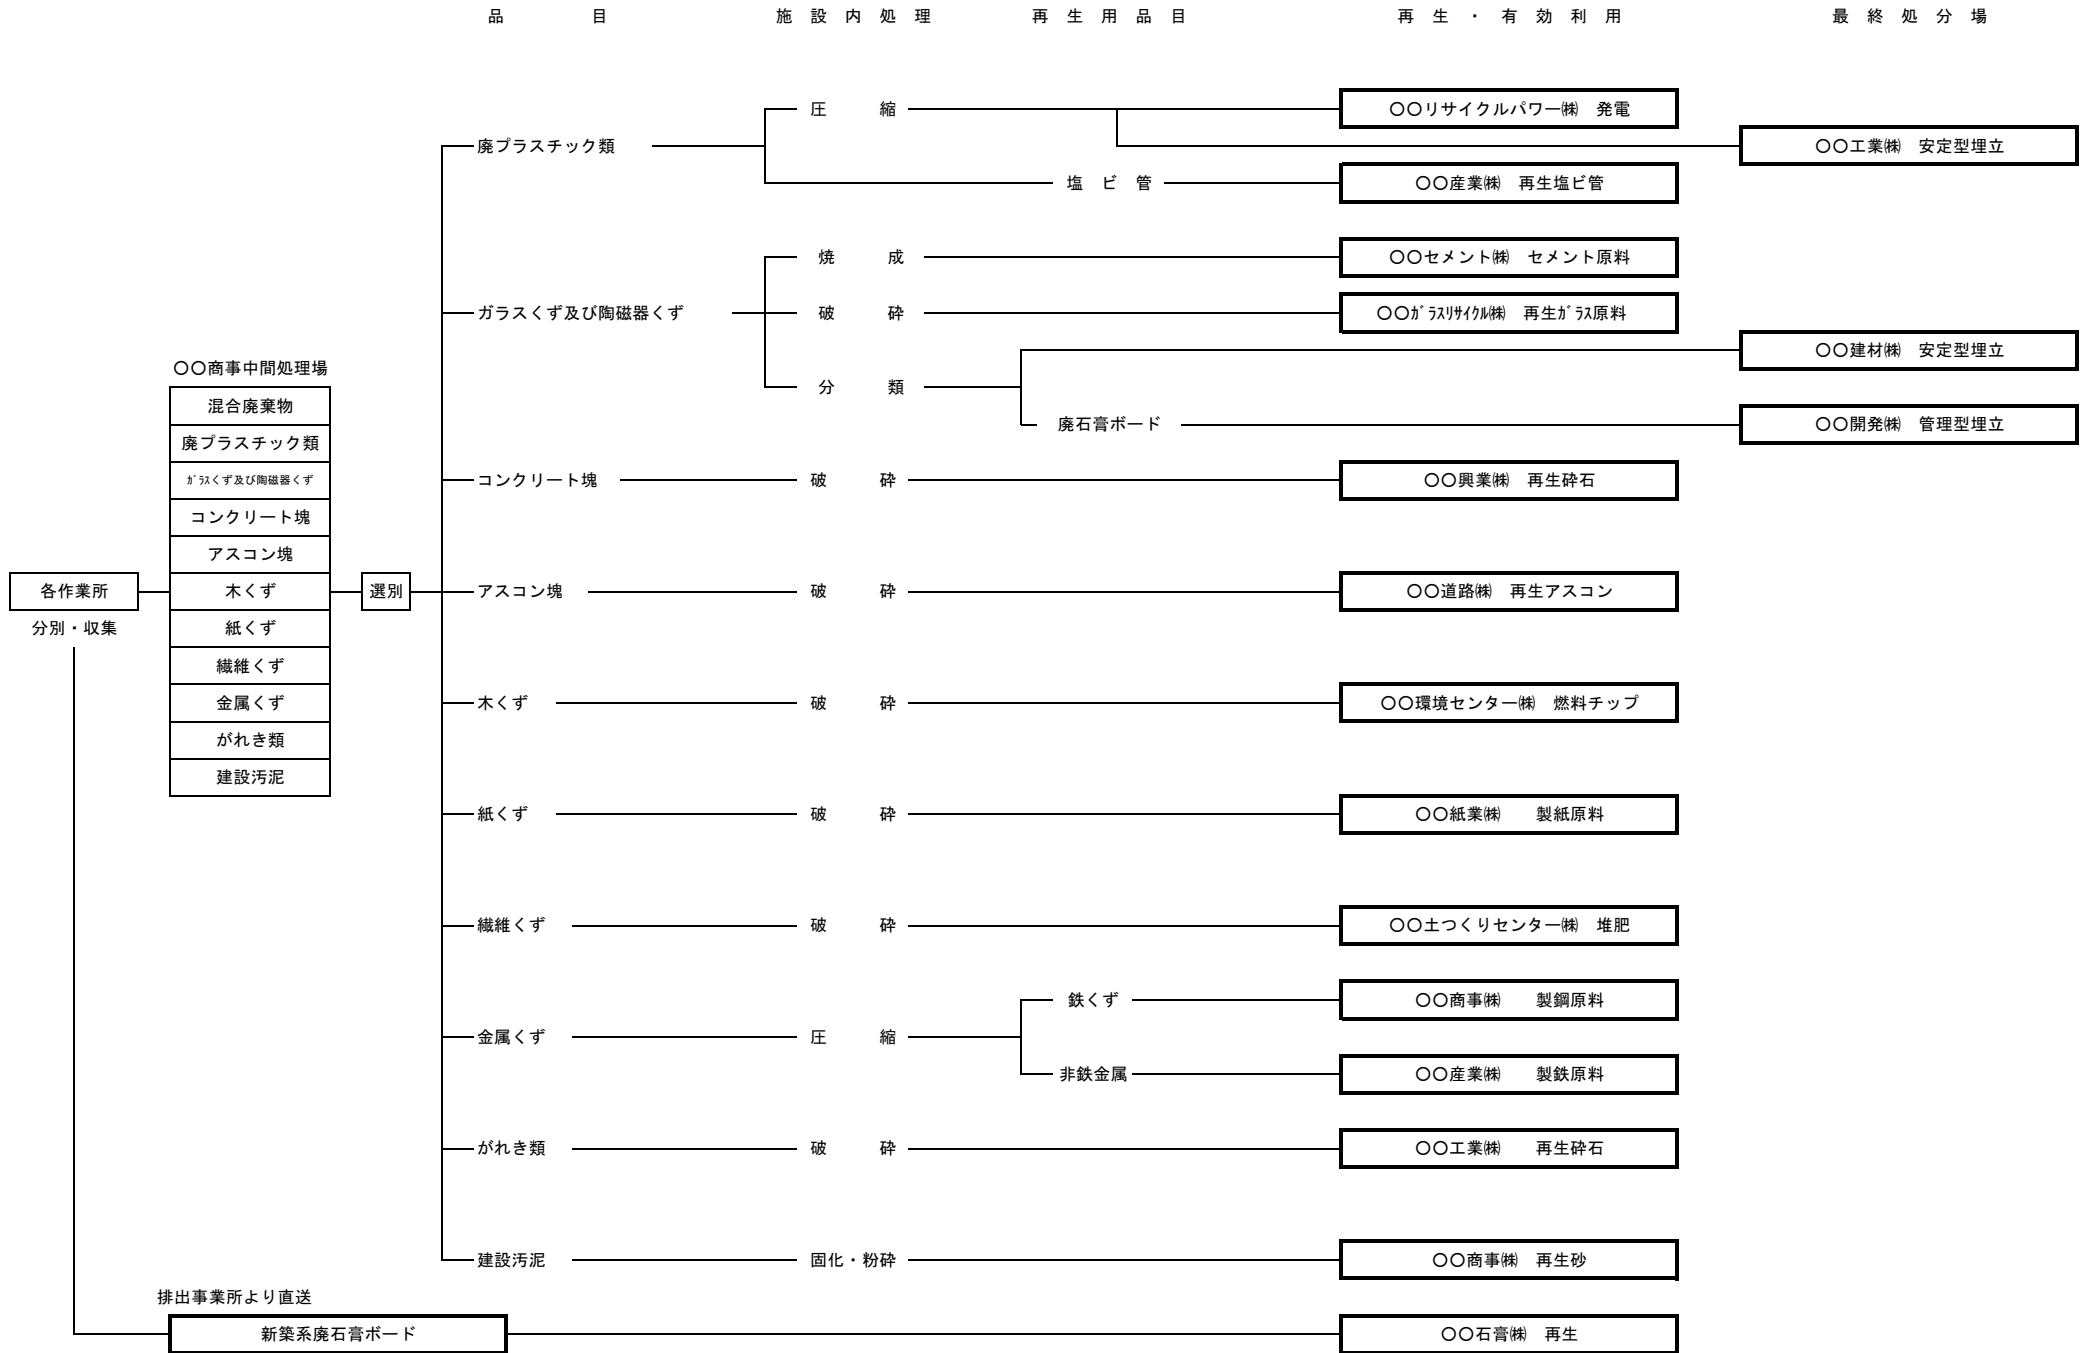 品　　目　施設内処理　再生用品目　再生・有効利用　最終処分場
圧　縮　〇〇リサイクルパワー㈱　発電
廃プラスチック類　〇〇工業㈱　安定型埋立
塩ビ管　〇〇産業㈱　再生塩ビ管
焼　成　〇〇セメント㈱　セメント原料
ガラスくず及び陶磁器くず　破　砕　〇〇ｶﾞﾗｽﾘｻｲｸﾙ㈱　再生ｶﾞﾗｽ原料
〇〇建材㈱　安定型埋立
〇〇商事中間処理場
分　類
混合廃棄物
廃石膏ボード　〇〇開発㈱　管理型埋立
廃プラスチック類
ｶﾞﾗｽくず及び陶磁器くず　コンクリート塊　破　砕　〇〇興業㈱　再生砕石
コンクリート塊
アスコン塊
各作業所　木くず　選別　アスコン塊　破　砕　〇〇道路㈱　再生アスコン
分別・収集　紙くず
繊維くず
金属くず　木くず　破　砕　〇〇環境センター㈱　燃料チップ
がれき類
建設汚泥
紙くず　破　砕　〇〇紙業㈱　製紙原料
繊維くず　破　砕　〇〇土つくりセンター㈱　堆肥
鉄くず　〇〇商事㈱　製鋼原料
金属くず　圧　縮
非鉄金属　〇〇産業㈱　製鉄原料
がれき類　破　砕　〇〇工業㈱　再生砕石
建設汚泥　固化・粉砕　〇〇商事㈱　再生砂
排出事業所より直送
新築系廃石膏ボード　〇〇石膏㈱　再生